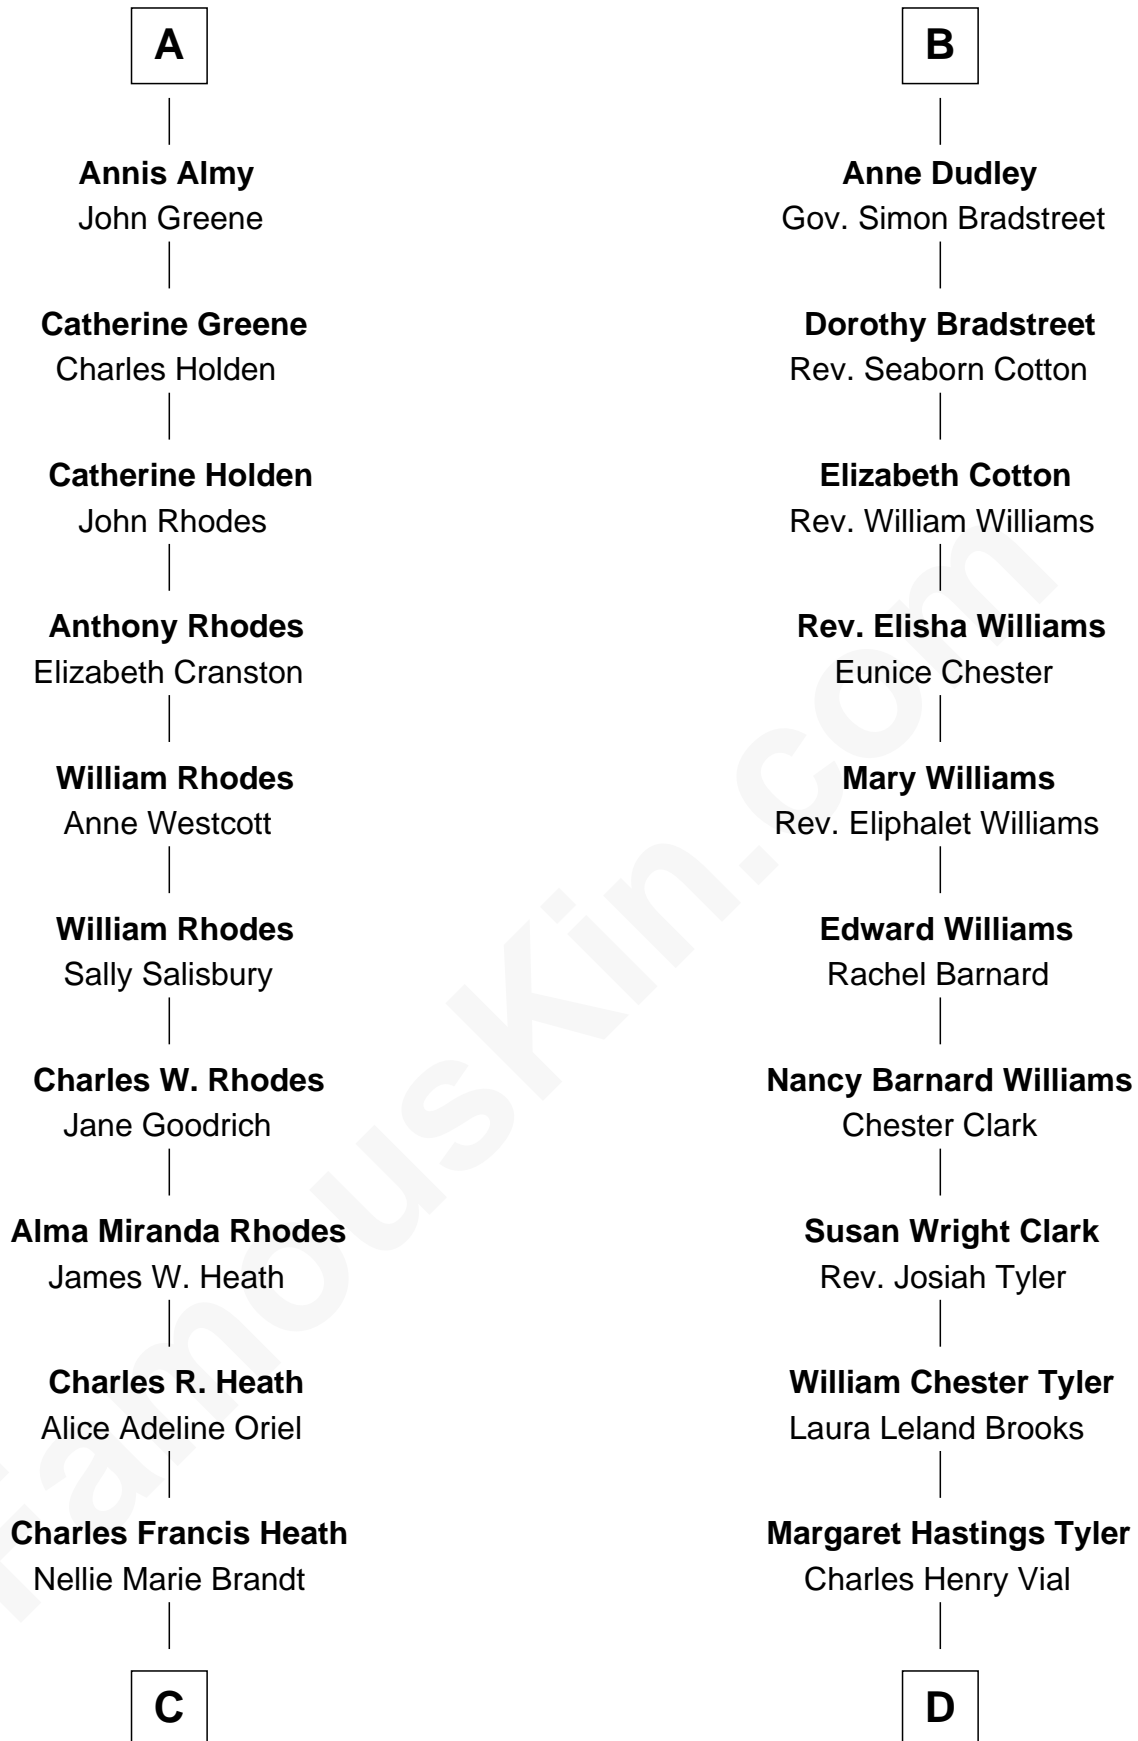 A
Annis Almy
John Greene
Catherine Greene
Charles Holden
Catherine Holden
John Rhodes
Anthony Rhodes
Elizabeth Cranston
William Rhodes
Anne Westcott
William Rhodes
Sally Salisbury
Charles W. Rhodes
Jane Goodrich
Alma Miranda Rhodes
James W. Heath
Charles R. Heath
Alice Adeline Oriel
Charles Francis Heath
Nellie Marie Brandt
C
B
Anne Dudley
Gov. Simon Bradstreet
Dorothy Bradstreet
Rev. Seaborn Cotton
Elizabeth Cotton
Rev. William Williams
Rev. Elisha Williams
Eunice Chester
Mary Williams
Rev. Eliphalet Williams
Edward Williams
Rachel Barnard
Nancy Barnard Williams
Chester Clark
Susan Wright Clark
Rev. Josiah Tyler
William Chester Tyler
Laura Leland Brooks
Margaret Hastings Tyler
Charles Henry Vial
D
FamousKin.com